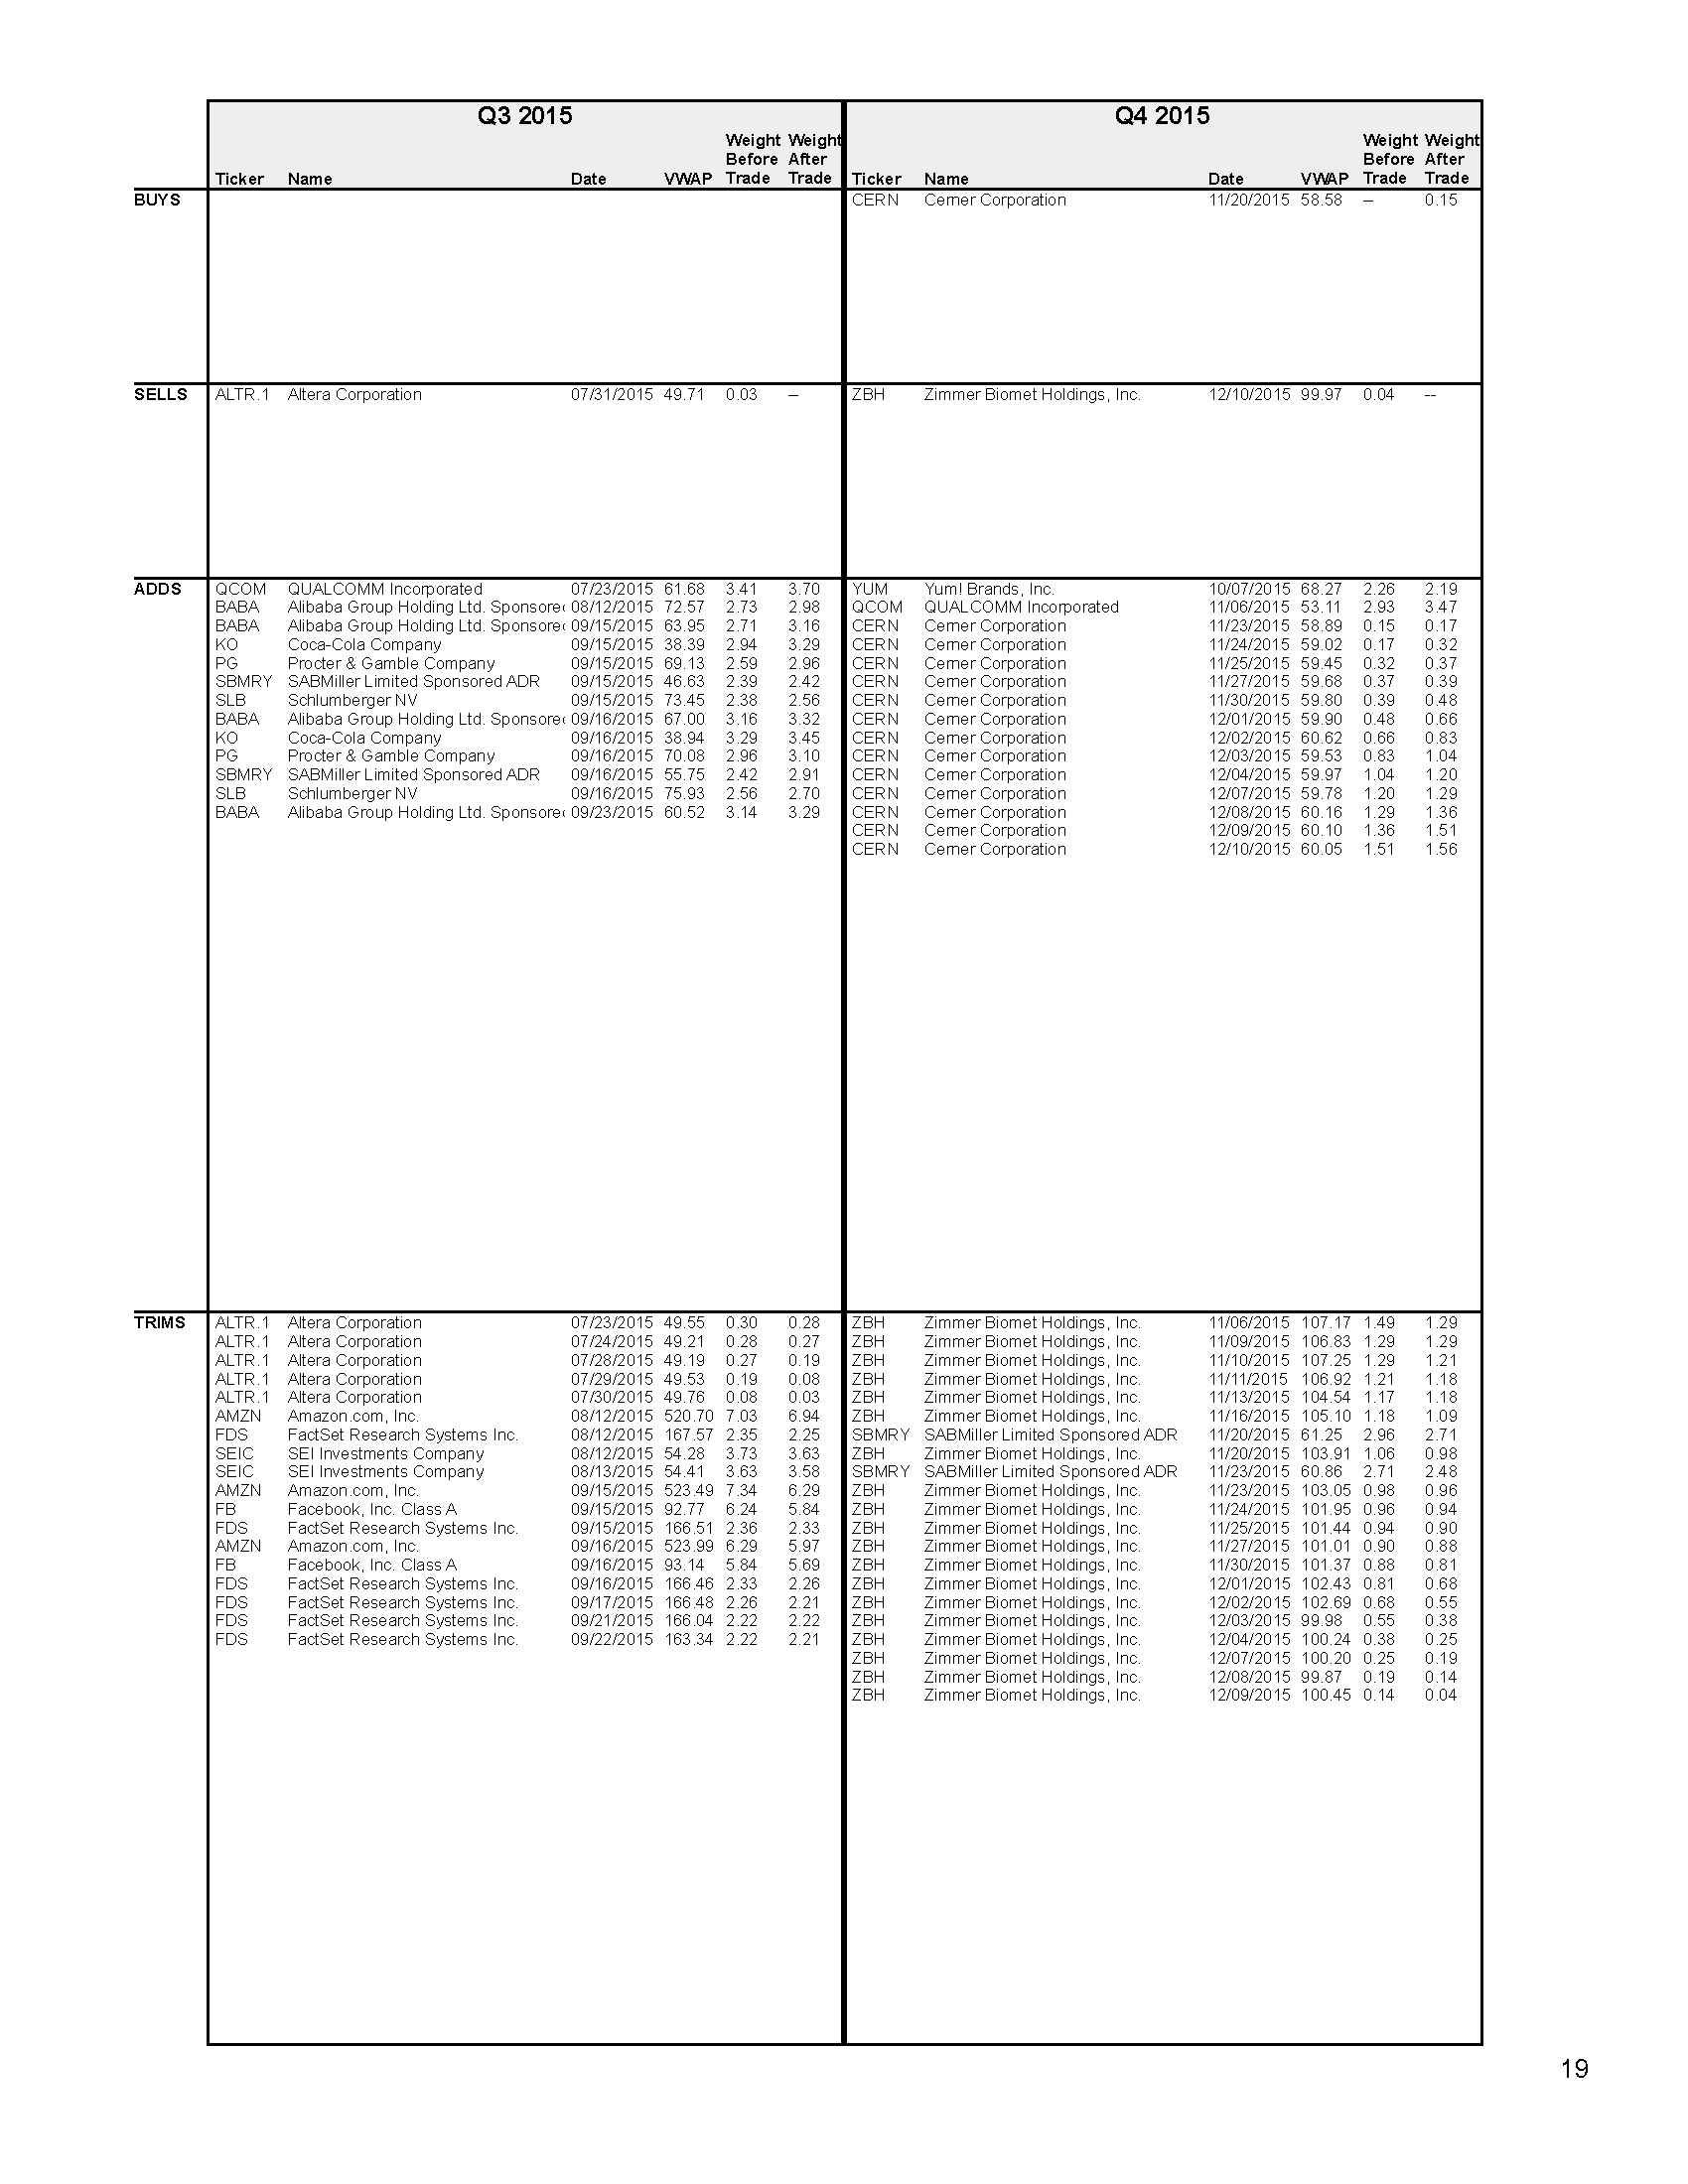 Q3 2015 Q4 2015
Weight Weight Weight Weight
Before After Before After
Ticker Name Date VWAP Trade Trade Ticker Name Date VWAP Trade Trade
BUYS CERN Cerner Corporation 11/20/2015 58.58 – 0.15
SELLS ALTR.1 Altera Corporation 07/31/2015 49.71 0.03 – ZBH Zimmer Biomet Holdings, Inc. 12/10/2015 99.97 0.04 --
ADDS QCOM QUALCOMM Incorporated 07/23/2015 61.68 3.41 3.70 YUM Yum! Brands, Inc. 10/07/2015 68.27 2.26 2.19
BABA Alibaba Group Holding Ltd. Sponsore 08/12/2015 72.57 2.73 2.98 QCOM QUALCOMM Incorporated 11/06/2015 53.11 2.93 3.47
BABA Alibaba Group Holding Ltd. Sponsore 09/15/2015 63.95 2.71 3.16 CERN Cerner Corporation 11/23/2015 58.89 0.15 0.17
KO Coca-Cola Company 09/15/2015 38.39 2.94 3.29 CERN Cerner Corporation 11/24/2015 59.02 0.17 0.32
PG Procter & Gamble Company 09/15/2015 69.13 2.59 2.96 CERN Cerner Corporation 11/25/2015 59.45 0.32 0.37
SBMRY SABMiller Limited Sponsored ADR 09/15/2015 46.63 2.39 2.42 CERN Cerner Corporation 11/27/2015 59.68 0.37 0.39
SLB Schlumberger NV 09/15/2015 73.45 2.38 2.56 CERN Cerner Corporation 11/30/2015 59.80 0.39 0.48
BABA Alibaba Group Holding Ltd. Sponsore 09/16/2015 67.00 3.16 3.32 CERN Cerner Corporation 12/01/2015 59.90 0.48 0.66
KO Coca-Cola Company 09/16/2015 38.94 3.29 3.45 CERN Cerner Corporation 12/02/2015 60.62 0.66 0.83
PG Procter & Gamble Company 09/16/2015 70.08 2.96 3.10 CERN Cerner Corporation 12/03/2015 59.53 0.83 1.04
SBMRY SABMiller Limited Sponsored ADR 09/16/2015 55.75 2.42 2.91 CERN Cerner Corporation 12/04/2015 59.97 1.04 1.20
SLB Schlumberger NV 09/16/2015 75.93 2.56 2.70 CERN Cerner Corporation 12/07/2015 59.78 1.20 1.29
BABA Alibaba Group Holding Ltd. Sponsore 09/23/2015 60.52 3.14 3.29 CERN Cerner Corporation 12/08/2015 60.16 1.29 1.36
CERN Cerner Corporation 12/09/2015 60.10 1.36 1.51
CERN Cerner Corporation 12/10/2015 60.05 1.51 1.56
TRIMS ALTR.1 Altera Corporation 07/23/2015 49.55 0.30 0.28 ZBH Zimmer Biomet Holdings, Inc. 11/06/2015 107.17 1.49 1.29
ALTR.1 Altera Corporation 07/24/2015 49.21 0.28 0.27 ZBH Zimmer Biomet Holdings, Inc. 11/09/2015 106.83 1.29 1.29
ALTR.1 Altera Corporation 07/28/2015 49.19 0.27 0.19 ZBH Zimmer Biomet Holdings, Inc. 11/10/2015 107.25 1.29 1.21
ALTR.1 Altera Corporation 07/29/2015 49.53 0.19 0.08 ZBH Zimmer Biomet Holdings, Inc. 11/11/2015 106.92 1.21 1.18
ALTR.1 Altera Corporation 07/30/2015 49.76 0.08 0.03 ZBH Zimmer Biomet Holdings, Inc. 11/13/2015 104.54 1.17 1.18
AMZN Amazon.com, Inc. 08/12/2015 520.70 7.03 6.94 ZBH Zimmer Biomet Holdings, Inc. 11/16/2015 105.10 1.18 1.09
FDS FactSet Research Systems Inc. 08/12/2015 167.57 2.35 2.25 SBMRY SABMiller Limited Sponsored ADR 11/20/2015 61.25 2.96 2.71
SEIC SEI Investments Company 08/12/2015 54.28 3.73 3.63 ZBH Zimmer Biomet Holdings, Inc. 11/20/2015 103.91 1.06 0.98
SEIC SEI Investments Company 08/13/2015 54.41 3.63 3.58 SBMRY SABMiller Limited Sponsored ADR 11/23/2015 60.86 2.71 2.48
AMZN Amazon.com, Inc. 09/15/2015 523.49 7.34 6.29 ZBH Zimmer Biomet Holdings, Inc. 11/23/2015 103.05 0.98 0.96
FB Facebook, Inc. Class A 09/15/2015 92.77 6.24 5.84 ZBH Zimmer Biomet Holdings, Inc. 11/24/2015 101.95 0.96 0.94
FDS FactSet Research Systems Inc. 09/15/2015 166.51 2.36 2.33 ZBH Zimmer Biomet Holdings, Inc. 11/25/2015 101.44 0.94 0.90
AMZN Amazon.com, Inc. 09/16/2015 523.99 6.29 5.97 ZBH Zimmer Biomet Holdings, Inc. 11/27/2015 101.01 0.90 0.88
FB Facebook, Inc. Class A 09/16/2015 93.14 5.84 5.69 ZBH Zimmer Biomet Holdings, Inc. 11/30/2015 101.37 0.88 0.81
FDS FactSet Research Systems Inc. 09/16/2015 166.46 2.33 2.26 ZBH Zimmer Biomet Holdings, Inc. 12/01/2015 102.43 0.81 0.68
FDS FactSet Research Systems Inc. 09/17/2015 166.48 2.26 2.21 ZBH Zimmer Biomet Holdings, Inc. 12/02/2015 102.69 0.68 0.55
FDS FactSet Research Systems Inc. 09/21/2015 166.04 2.22 2.22 ZBH Zimmer Biomet Holdings, Inc. 12/03/2015 99.98 0.55 0.38
FDS FactSet Research Systems Inc. 09/22/2015 163.34 2.22 2.21 ZBH Zimmer Biomet Holdings, Inc. 12/04/2015 100.24 0.38 0.25
ZBH Zimmer Biomet Holdings, Inc. 12/07/2015 100.20 0.25 0.19
ZBH Zimmer Biomet Holdings, Inc. 12/08/2015 99.87 0.19 0.14
ZBH Zimmer Biomet Holdings, Inc. 12/09/2015 100.45 0.14 0.04
19